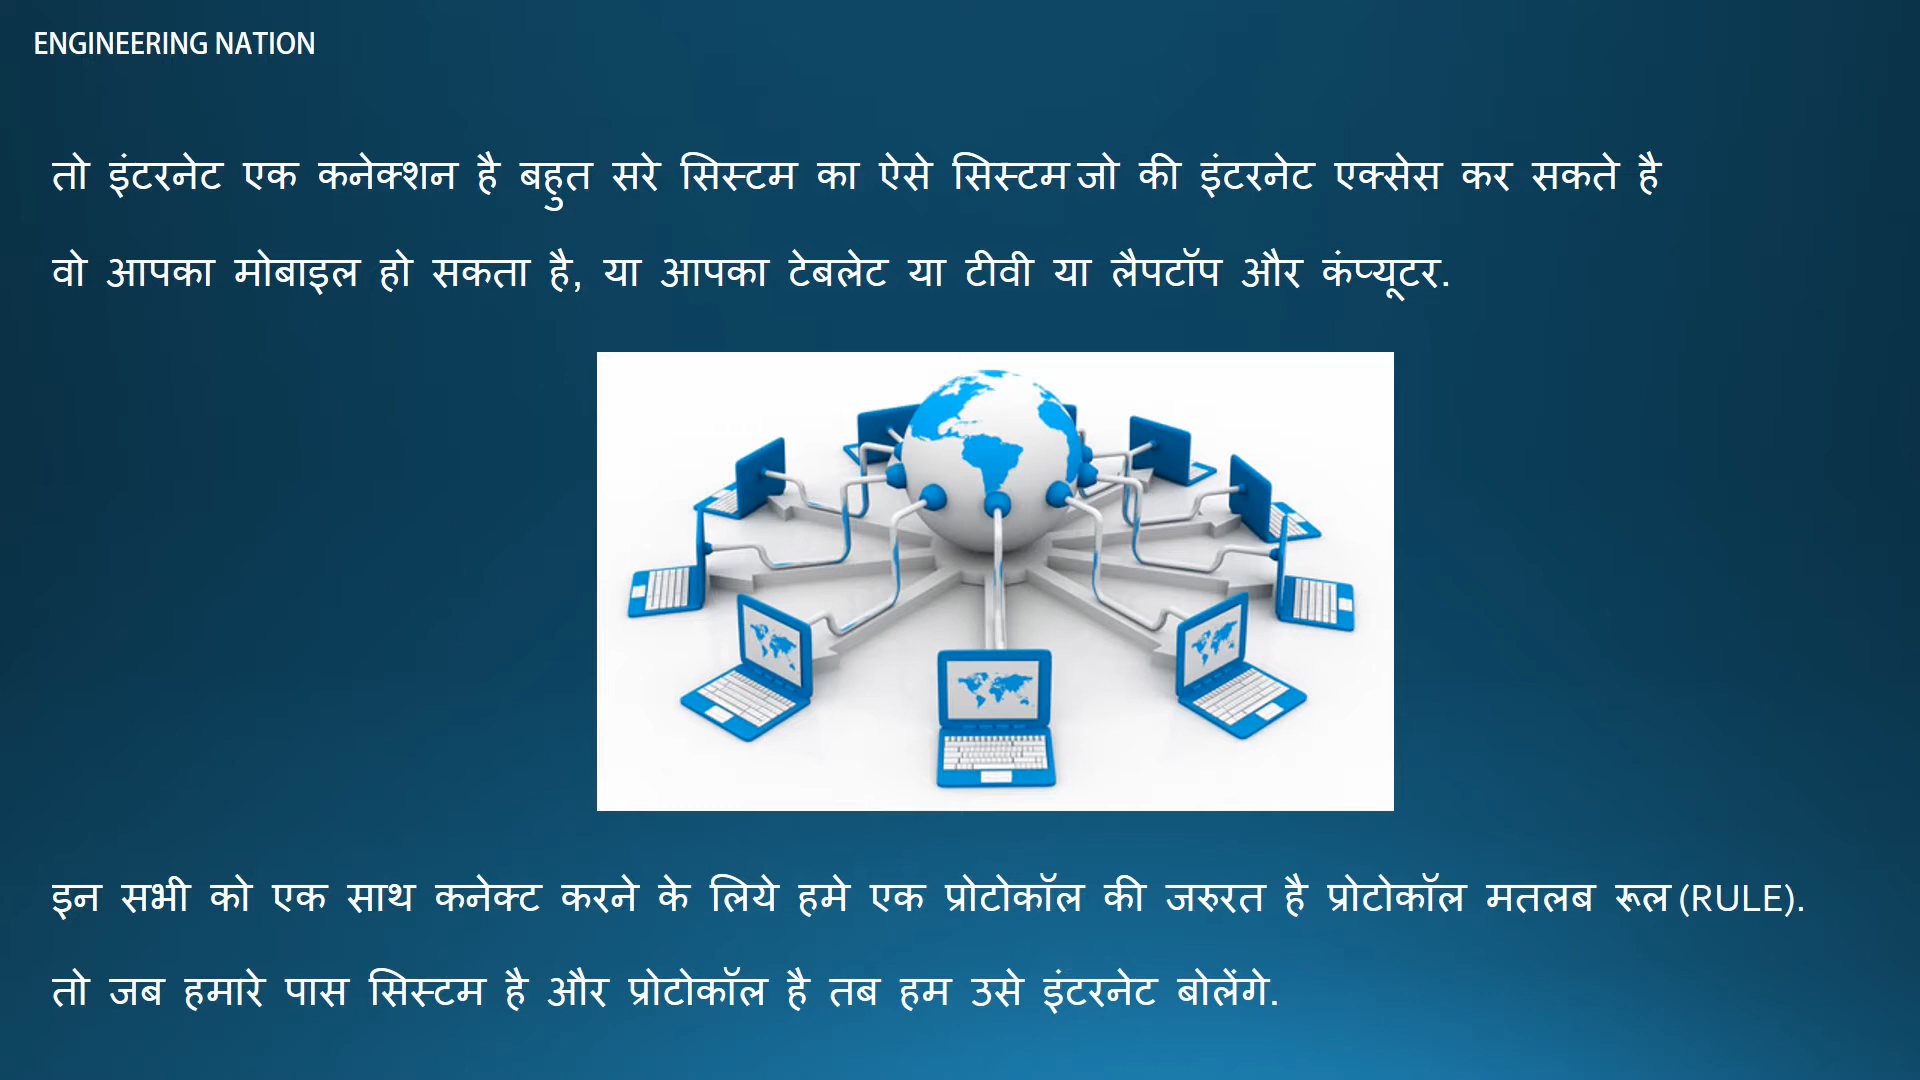 ENGINEERING NATION
तो इंटरनेट एक कनेक्शन है बहुत सरे सिस्टम का ऐसे सिस्टम जो की इंटरनेट एक्सेस कर सकते है
वो आपका मोबाइल हो सकता है, या आपका टेबलेट या टीवी या लैपटॉप और कंप्यूटर.
इन सभी को एक साथ कनेक्ट करने के लिये हमे एक प्रोटोकॉल की जरुरत है प्रोटोकॉल मतलब रूल (RULE).
तो जब हमारे पास सिस्टम है और प्रोटोकॉल है तब हम उसे इंटरनेट बोलेंगे.